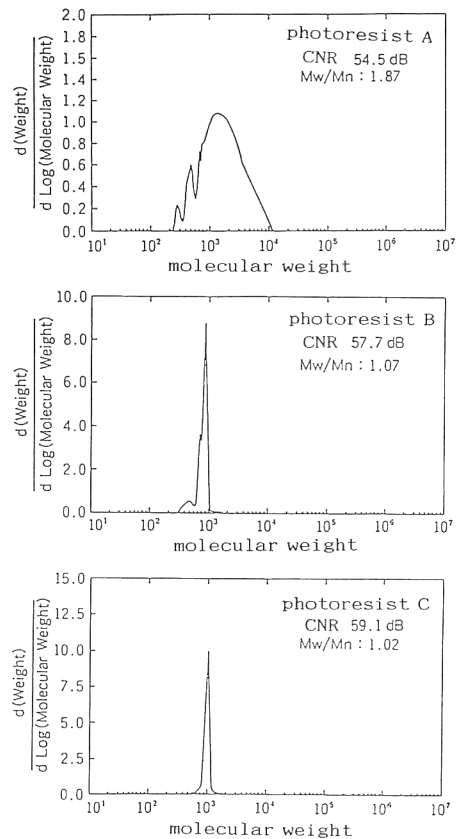 photoresist A
CNR 54.5 dB
Mw/Mn : 1.87
d (Weight)
d Log (Molecular Weight)
2.0
1.8
1.6
1.4
1.2
1.0
0.8
0.6
0.4
0.2
0.0
10¹ 10² 10³ 10⁴ 10⁵ 10⁶ 10⁷
molecular weight
photoresist B
CNR 57.7 dB
Mw/Mn : 1.07
d (Weight)
d Log (Molecular Weight)
10.0
8.0
6.0
4.0
2.0
0.0
10¹ 10² 10³ 10⁴ 10⁵ 10⁶ 10⁷
molecular weight
photoresist C
CNR 59.1 dB
Mw/Mn : 1.02
d (Weight)
d Log (Molecular Weight)
15.0
12.5
10.0
7.5
5.0
2.5
0.0
10¹ 10² 10³ 10⁴ 10⁵ 10⁶ 10⁷
molecular weight